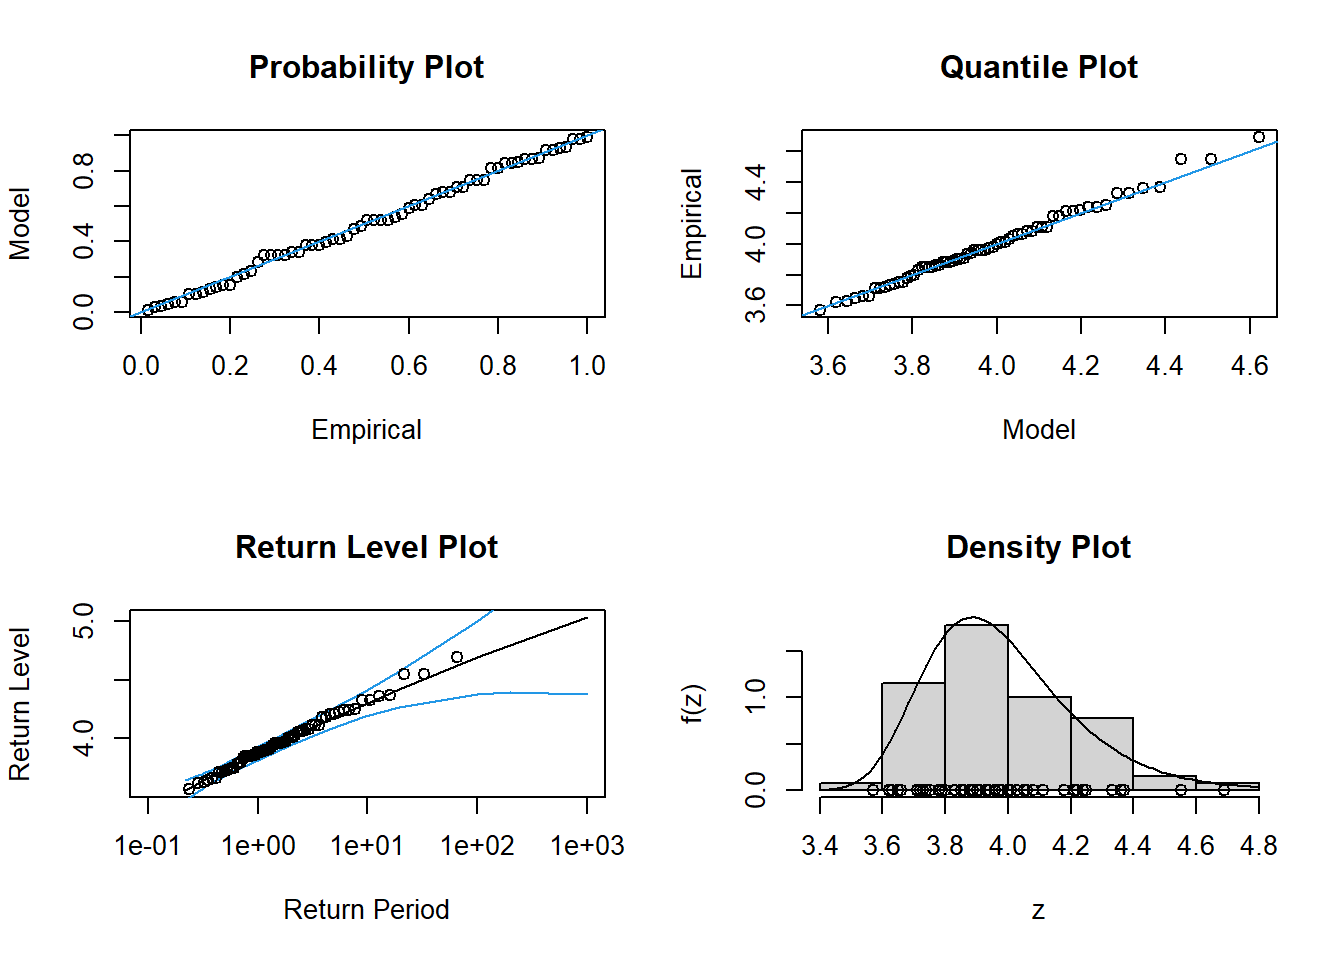 Probability Plot
Model
0.0 0.4 0.8
0.0 0.2 0.4 0.6 0.8 1.0
Empirical
Quantile Plot
Empirical
3.6 4.0 4.4
3.6 3.8 4.0 4.2 4.4 4.6
Model
Return Level Plot
Return Level
4.0 5.0
1e-01 1e+00 1e+01 1e+02 1e+03
Return Period
Density Plot
f(z)
0.0 1.0
3.4 3.6 3.8 4.0 4.2 4.4 4.6 4.8
z